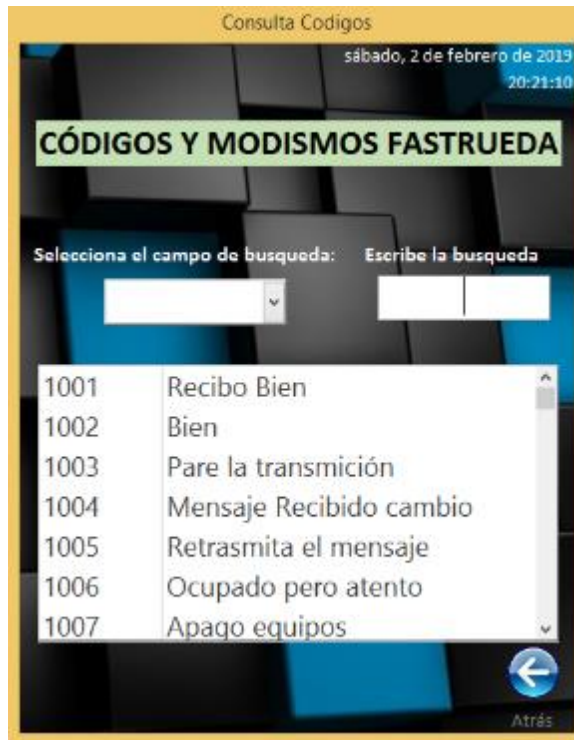 Consulta Codigos
sábado, 2 de febrero de 2019
20:21:10
CÓDIGOS Y MODISMOS FASTRUEDA
Selecciona el campo de busqueda: Escribe la busqueda
1001 Recibo Bien
1002 Bien
1003 Pare la transmición
1004 Mensaje Recibido cambio
1005 Retrasmita el mensaje
1006 Ocupado pero atento
1007 Apago equipos
Atrás